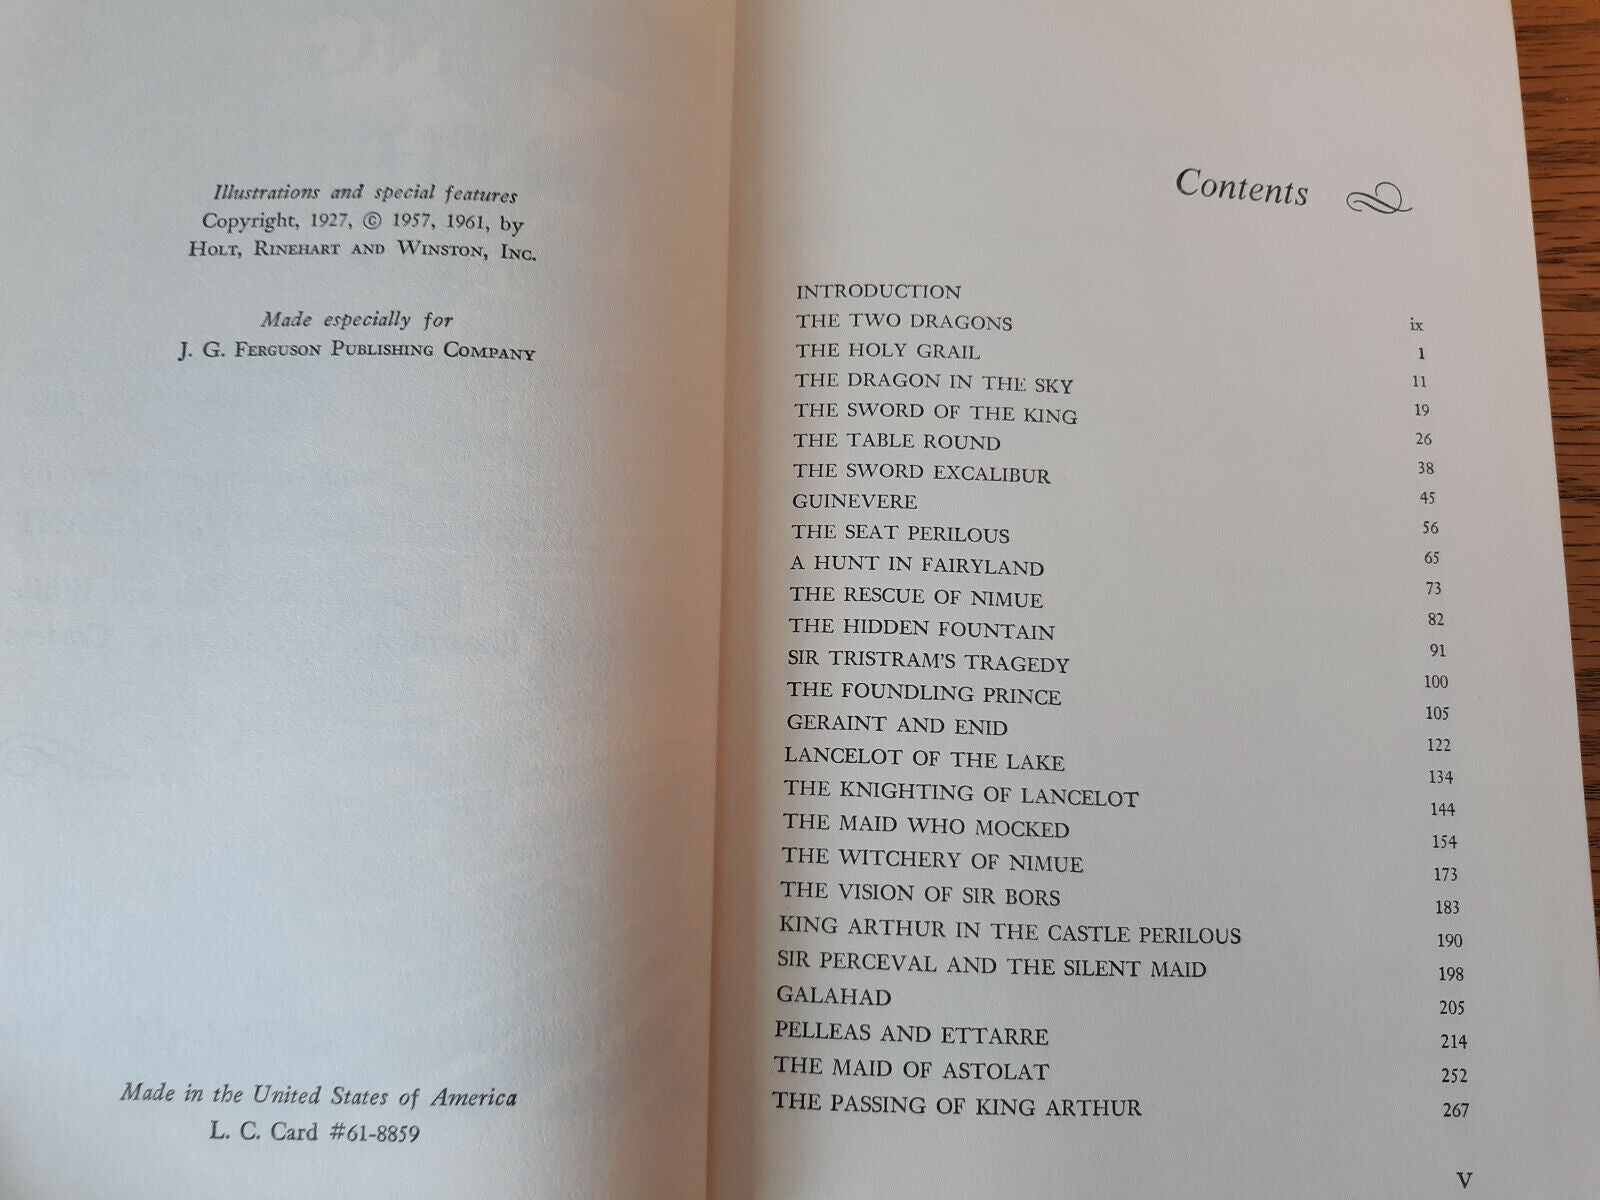 Illustrations and special features
Copyright, 1927, © 1957, 1961, by
HOLT, RINEHART AND WINSTON, INC.
Made especially for
J. G. FERGUSON PUBLISHING COMPANY
Made in the United States of America
L. C. Card #61-8859
Contents
INTRODUCTION ix
THE TWO DRAGONS 1
THE HOLY GRAIL 11
THE DRAGON IN THE SKY 19
THE SWORD OF THE KING 26
THE TABLE ROUND 38
THE SWORD EXCALIBUR 45
GUINEVERE 56
THE SEAT PERILOUS 65
A HUNT IN FAIRYLAND 73
THE RESCUE OF NIMUE 82
THE HIDDEN FOUNTAIN 91
SIR TRISTRAM'S TRAGEDY 100
THE FOUNDLING PRINCE 105
GERAINT AND ENID 122
LANCELOT OF THE LAKE 134
THE KNIGHTING OF LANCELOT 144
THE MAID WHO MOCKED 154
THE WITCHERY OF NIMUE 173
THE VISION OF SIR BORS 183
KING ARTHUR IN THE CASTLE PERILOUS 190
SIR PERCEVAL AND THE SILENT MAID 198
GALAHAD 205
PELLEAS AND ETTARRE 214
THE MAID OF ASTOLAT 252
THE PASSING OF KING ARTHUR 267
v